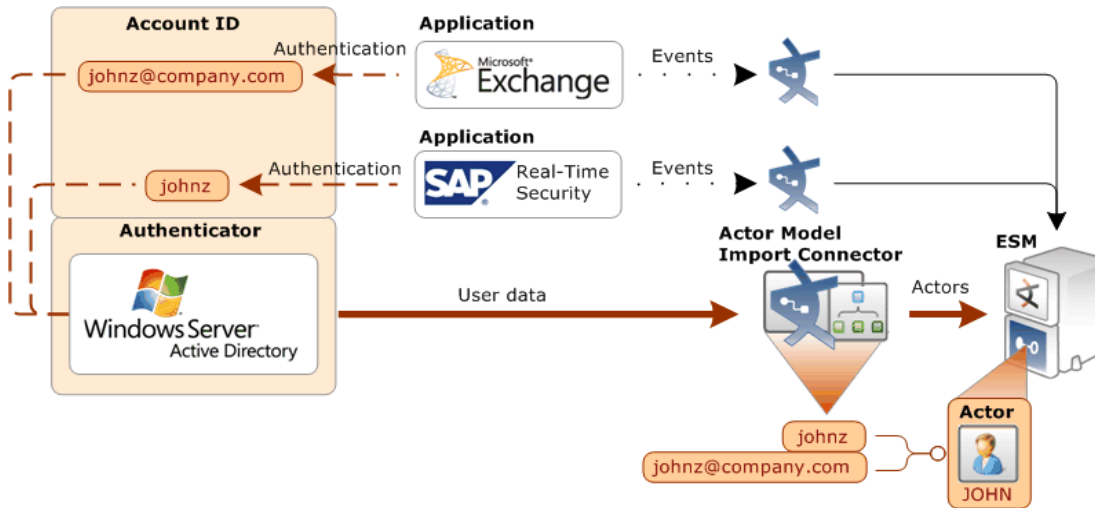 Account ID
johnz@company.com
Authentication
Application
Microsoft®
Exchange
Events
johnz
Authentication
Application
SAP®
Real-Time
Security
Events
Authenticator
Windows Server
Active Directory
User data
Actor Model
Import Connector
Actors
ESM
johnz
johnz@company.com
Actor
JOHN